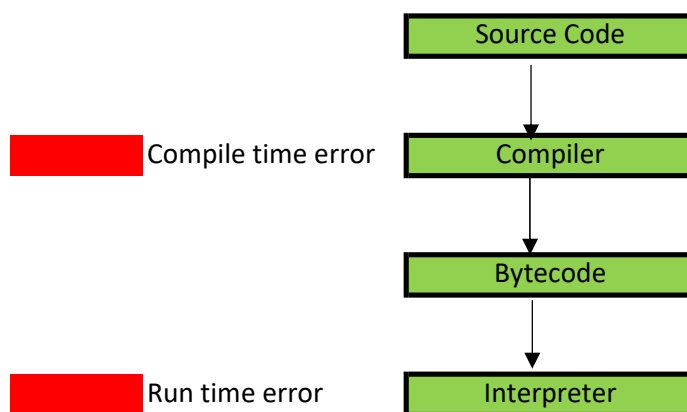 Source Code
Compile time error
Compiler
Bytecode
Run time error
Interpreter